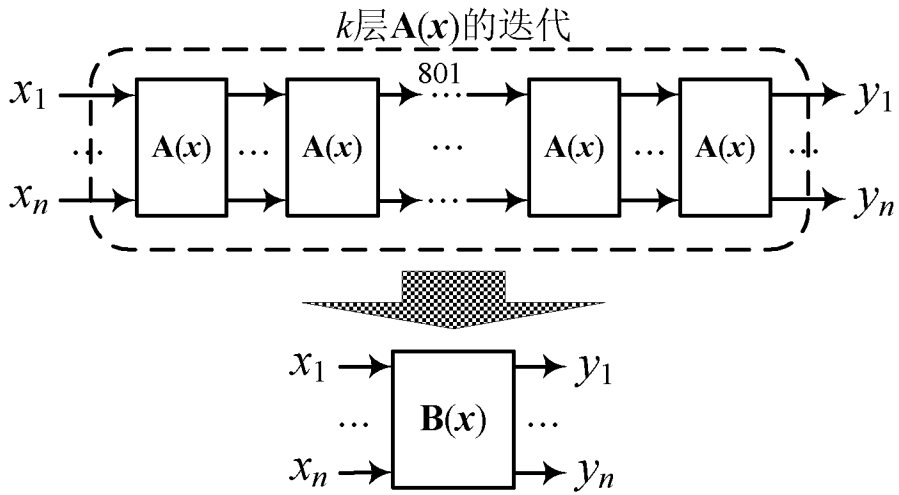 k层A(x)的迭代
801
x₁ A(x) A(x) … A(x) A(x) y₁
… … … … …
xₙ … yₙ
x₁ y₁
… B(x) …
xₙ yₙ